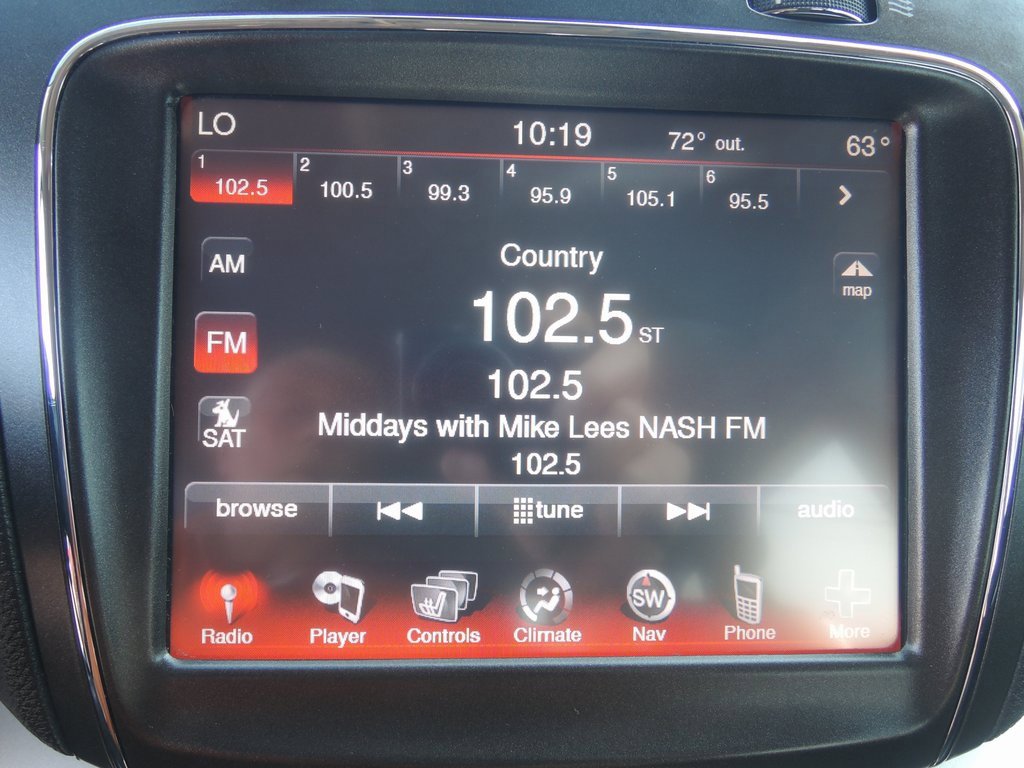 LO 10:19 72° out. 63°
1 102.5 2 100.5 3 99.3 4 95.9 5 105.1 6 95.5
Country
AM
map
102.5 ST
FM
102.5
SAT
Middays with Mike Lees NASH FM
102.5
browse tune audio
SW
Radio Player Controls Climate Nav Phone More